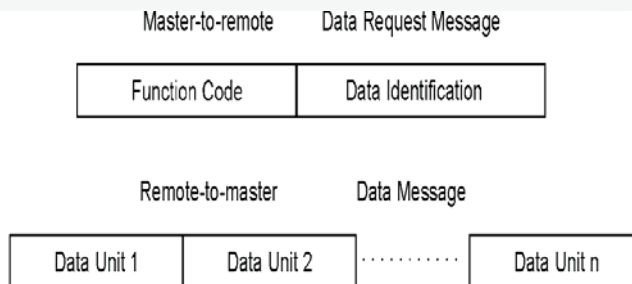 Master-to-remote Data Request Message
Function Code Data Identification
Remote-to-master Data Message
Data Unit 1 Data Unit 2 ........... Data Unit n